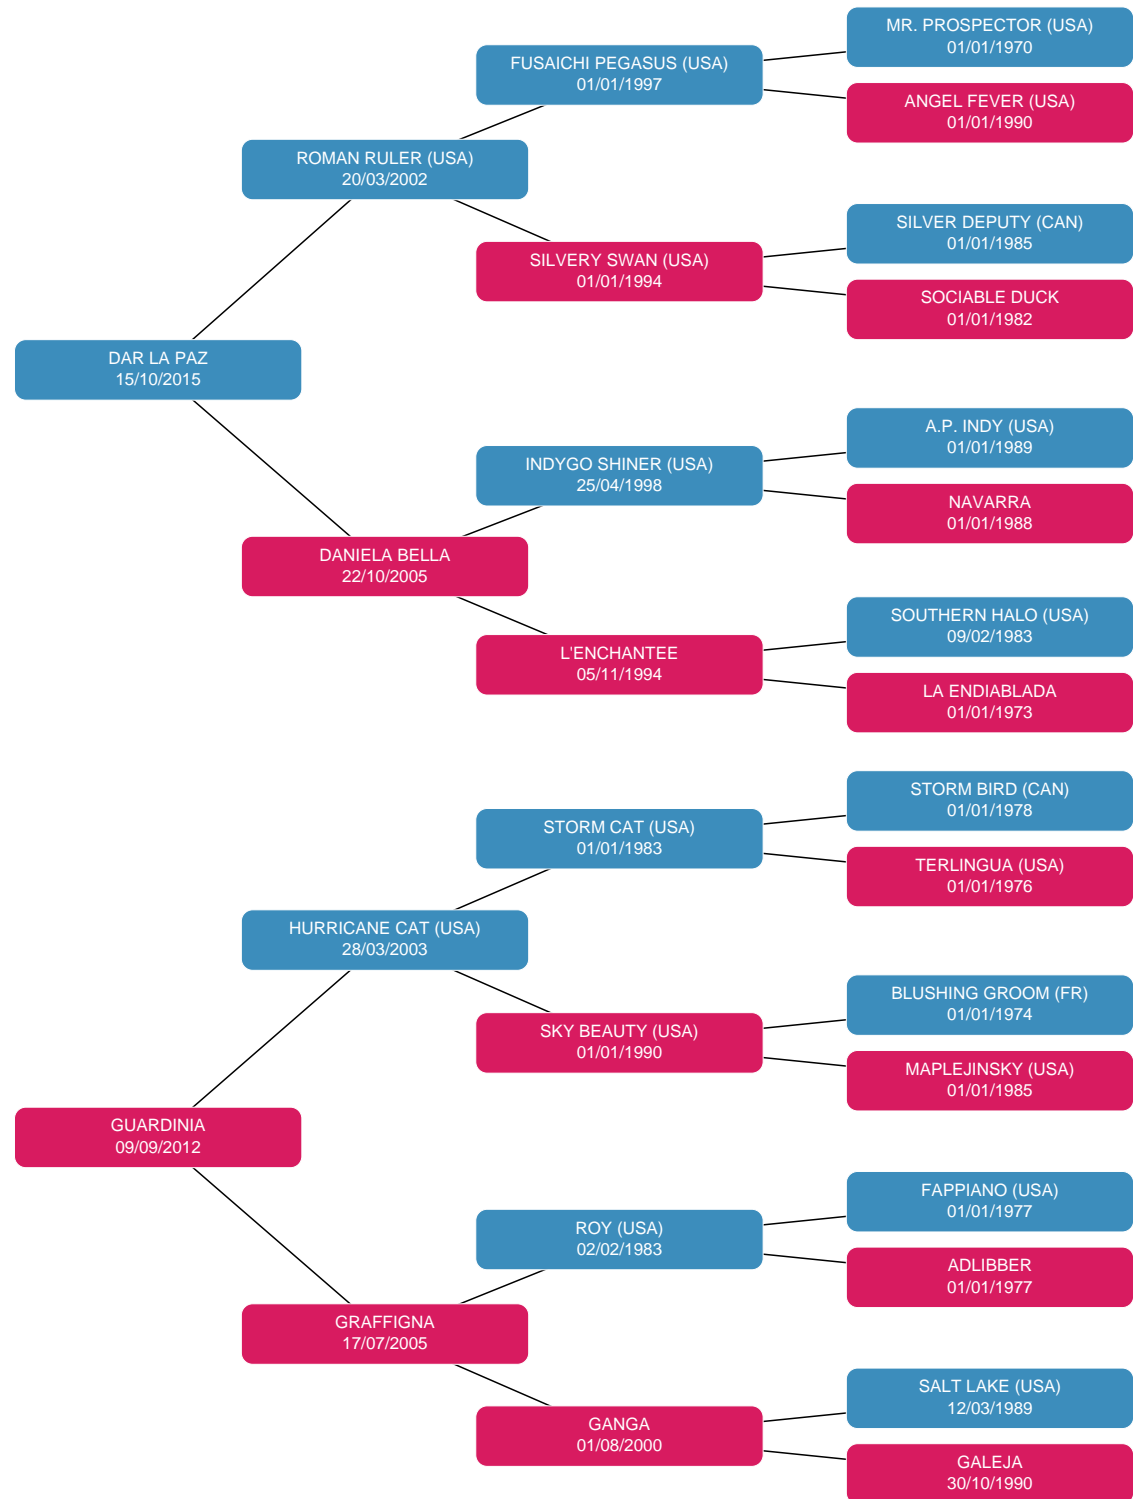 MR. PROSPECTOR (USA)
01/01/1970
FUSAICHI PEGASUS (USA)
01/01/1997
ANGEL FEVER (USA)
01/01/1990
ROMAN RULER (USA)
20/03/2002
SILVER DEPUTY (CAN)
01/01/1985
SILVERY SWAN (USA)
01/01/1994
SOCIABLE DUCK
01/01/1982
DAR LA PAZ
15/10/2015
A.P. INDY (USA)
01/01/1989
INDYGO SHINER (USA)
25/04/1998
NAVARRA
01/01/1988
DANIELA BELLA
22/10/2005
SOUTHERN HALO (USA)
09/02/1983
L'ENCHANTEE
05/11/1994
LA ENDIABLADA
01/01/1973
STORM BIRD (CAN)
01/01/1978
STORM CAT (USA)
01/01/1983
TERLINGUA (USA)
01/01/1976
HURRICANE CAT (USA)
28/03/2003
BLUSHING GROOM (FR)
01/01/1974
SKY BEAUTY (USA)
01/01/1990
MAPLEJINSKY (USA)
01/01/1985
GUARDINIA
09/09/2012
FAPPIANO (USA)
01/01/1977
ROY (USA)
02/02/1983
ADLIBBER
01/01/1977
GRAFFIGNA
17/07/2005
SALT LAKE (USA)
12/03/1989
GANGA
01/08/2000
GALEJA
30/10/1990